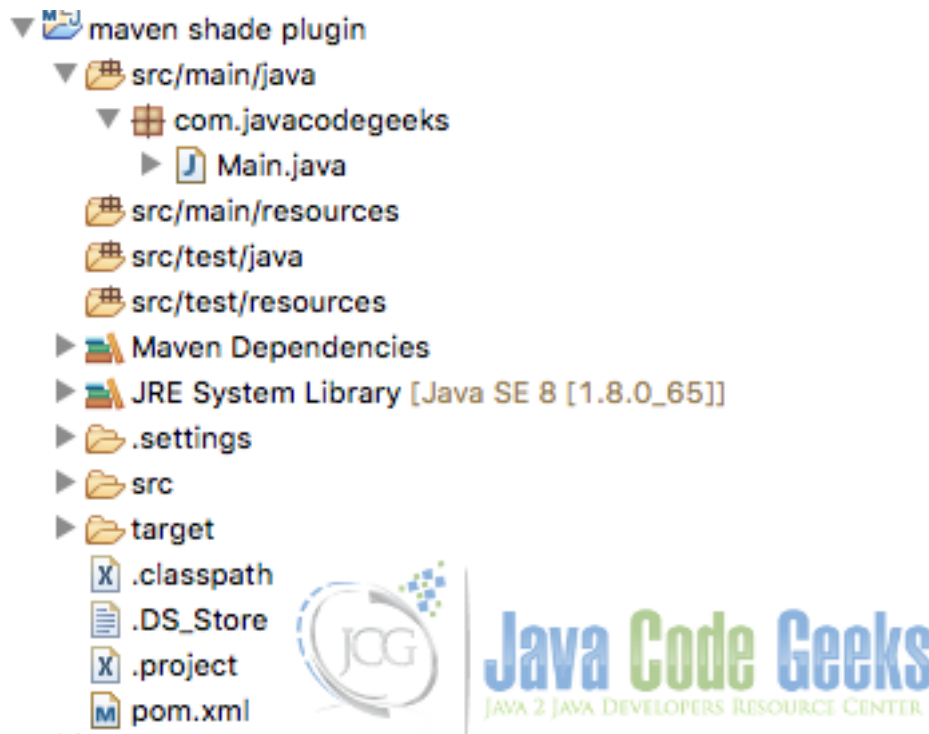 maven shade plugin
src/main/java
com.javacodegeeks
Main.java
src/main/resources
src/test/java
src/test/resources
Maven Dependencies
JRE System Library [Java SE 8 [1.8.0_65]]
.settings
src
target
.classpath
.DS_Store
.project
pom.xml
JCG
Java Code Geeks
JAVA 2 JAVA DEVELOPERS RESOURCE CENTER